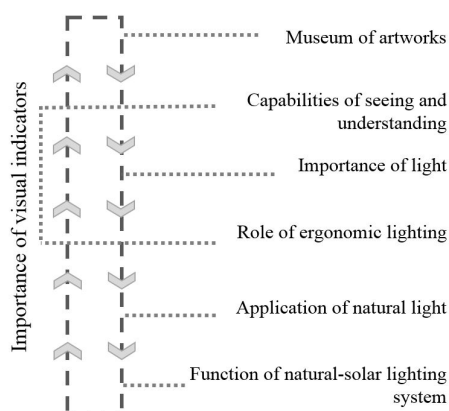 Importance of visual indicators
Museum of artworks
Capabilities of seeing and
understanding
Importance of light
Role of ergonomic lighting
Application of natural light
Function of natural-solar lighting
system